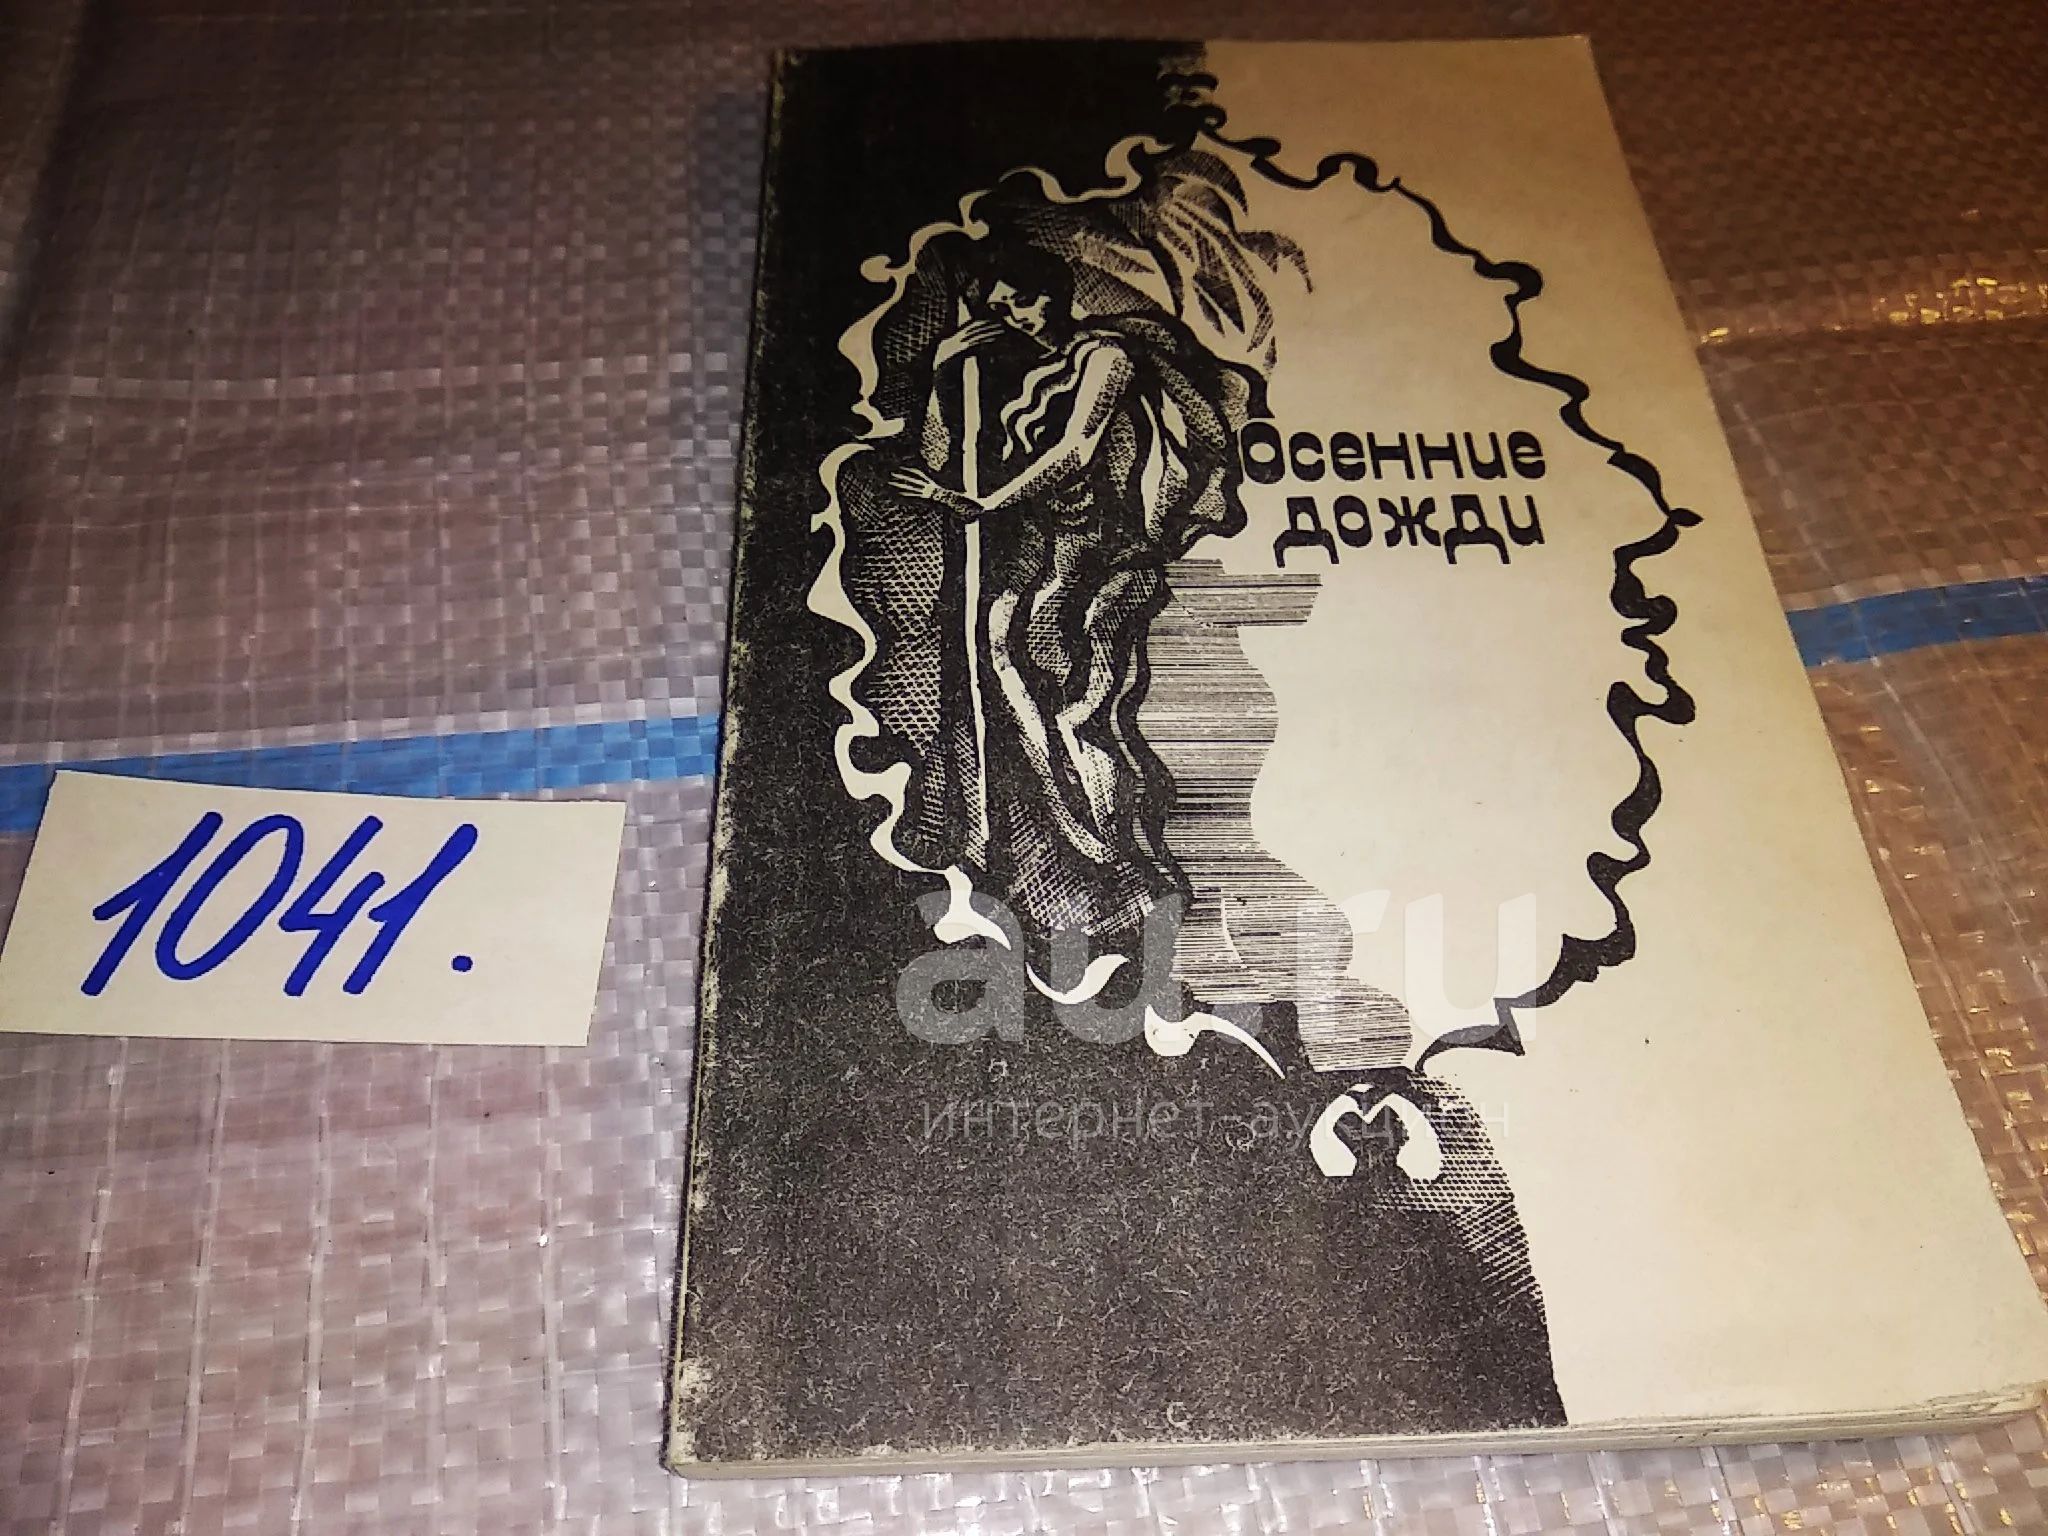 Осенние
дожди
1041.
au.ru
интернет-аукцион